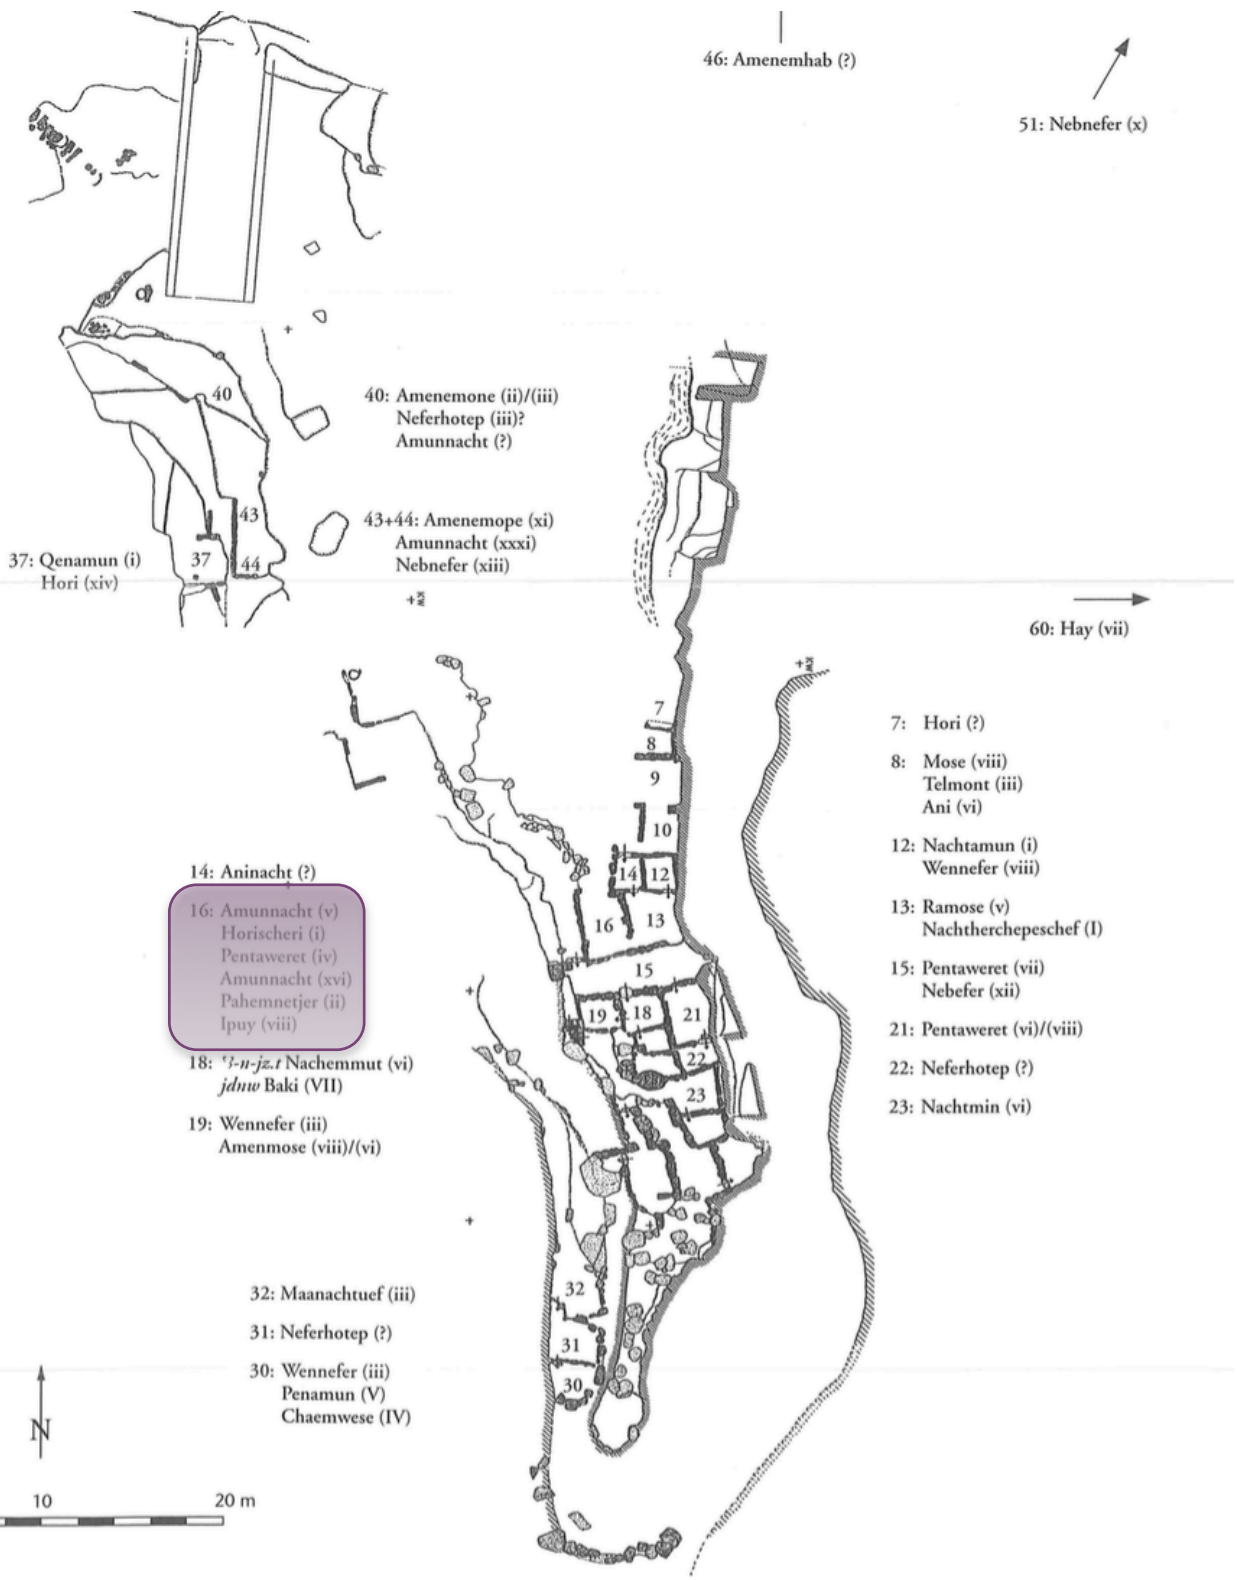 46: Amenemhab (?)
51: Nebnefer (x)
40
40: Amenemone (ii)/(iii)
Neferhotep (iii)?
Amunnacht (?)
43
43+44: Amenemope (xi)
Amunnacht (xxxi)
Nebnefer (xiii)
37: Qenamun (i)
Hori (xiv)
37
44
KW
60: Hay (vii)
KW
7
8
9
10
14
12
16
13
15
19
18
21
22
23
7: Hori (?)
8: Mose (viii)
Telmont (iii)
Ani (vi)
12: Nachtamun (i)
Wennefer (viii)
13: Ramose (v)
Nachtherchepeschef (I)
15: Pentaweret (vii)
Nebefer (xii)
21: Pentaweret (vi)/(viii)
22: Neferhotep (?)
23: Nachtmin (vi)
14: Aninacht (?)
16: Amunnacht (v)
Horischeri (i)
Pentaweret (iv)
Amunnacht (xvi)
Pahemnetjer (ii)
Ipuy (viii)
18: ꜥꜣ-n-jz.t Nachemmut (vi)
jdnw Baki (VII)
19: Wennefer (iii)
Amenmose (viii)/(vi)
32
31
30
32: Maanachtuef (iii)
31: Neferhotep (?)
30: Wennefer (iii)
Penamun (V)
Chaemwese (IV)
N
10 20 m